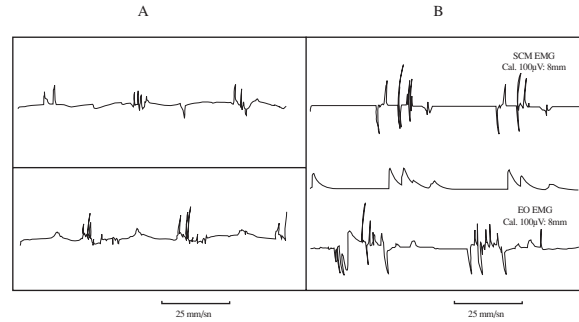 A
B
SCM EMG
Cal. 100µV: 8mm
EO EMG
Cal. 100µV: 8mm
25 mm/sn
25 mm/sn